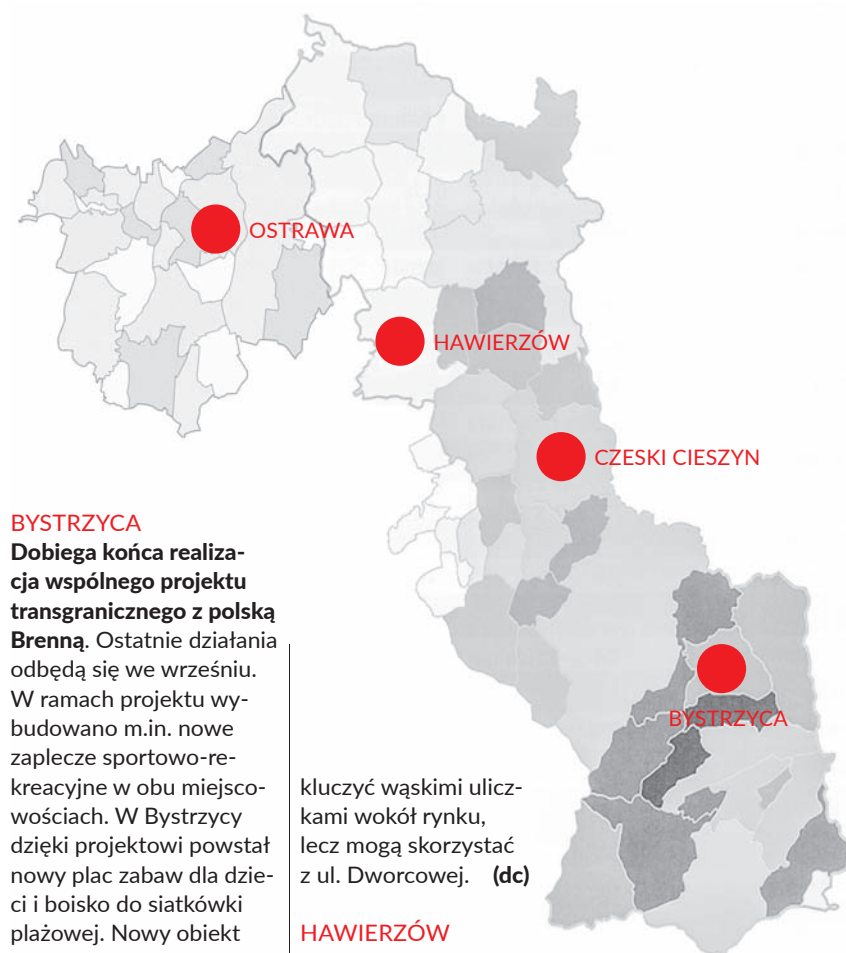 OSTRAWA
HAWIERZÓW
CZESKI CIESZYN
BYSTRZYCA
BYSTRZYCA
Dobiega końca realiza-
cja wspólnego projektu
transgranicznego z polską
Brenną. Ostatnie działania
odbędą się we wrześniu.
W ramach projektu wy-
budowano m.in. nowe
zaplecze sportowo-re-
kreacyjne w obu miejsco-
wościach. W Bystrzycy
dzięki projektowi powstał
nowy plac zabaw dla dzie-
ci i boisko do siatkówki
plażowej. Nowy obiekt
kluczyć wąskimi ulicz-
kami wokół rynku,
lecz mogą skorzystać
z ul. Dworcowej. (dc)
HAWIERZÓW